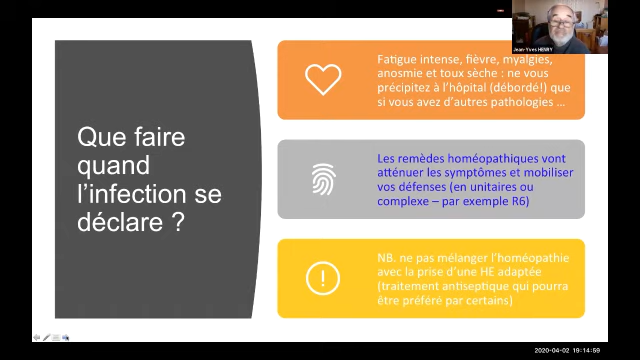 Jean-Yves HENRY
Que faire
quand
l'infection se
déclare ?
Fatigue intense, fièvre, myalgies,
anosmie et toux sèche : ne vous
précipitez à l'hôpital (débordé!) que
si vous avez d'autres pathologies ...
Les remèdes homéopathiques vont
atténuer les symptômes et mobiliser
vos défenses (en unitaires ou
complexe – par exemple R6)
NB. ne pas mélanger l'homéopathie
avec la prise d'une HE adaptée
(traitement antiseptique qui pourra
être préféré par certains)
2020-04-02 19:14:59